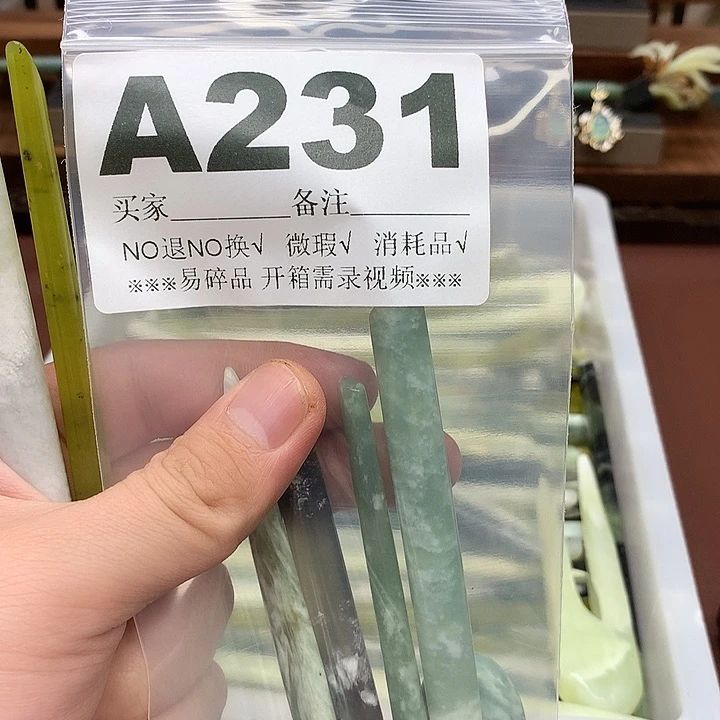 A231
买家________备注________
NO退NO换√ 微瑕√ 消耗品√
※※※易碎品 开箱需录视频※※※